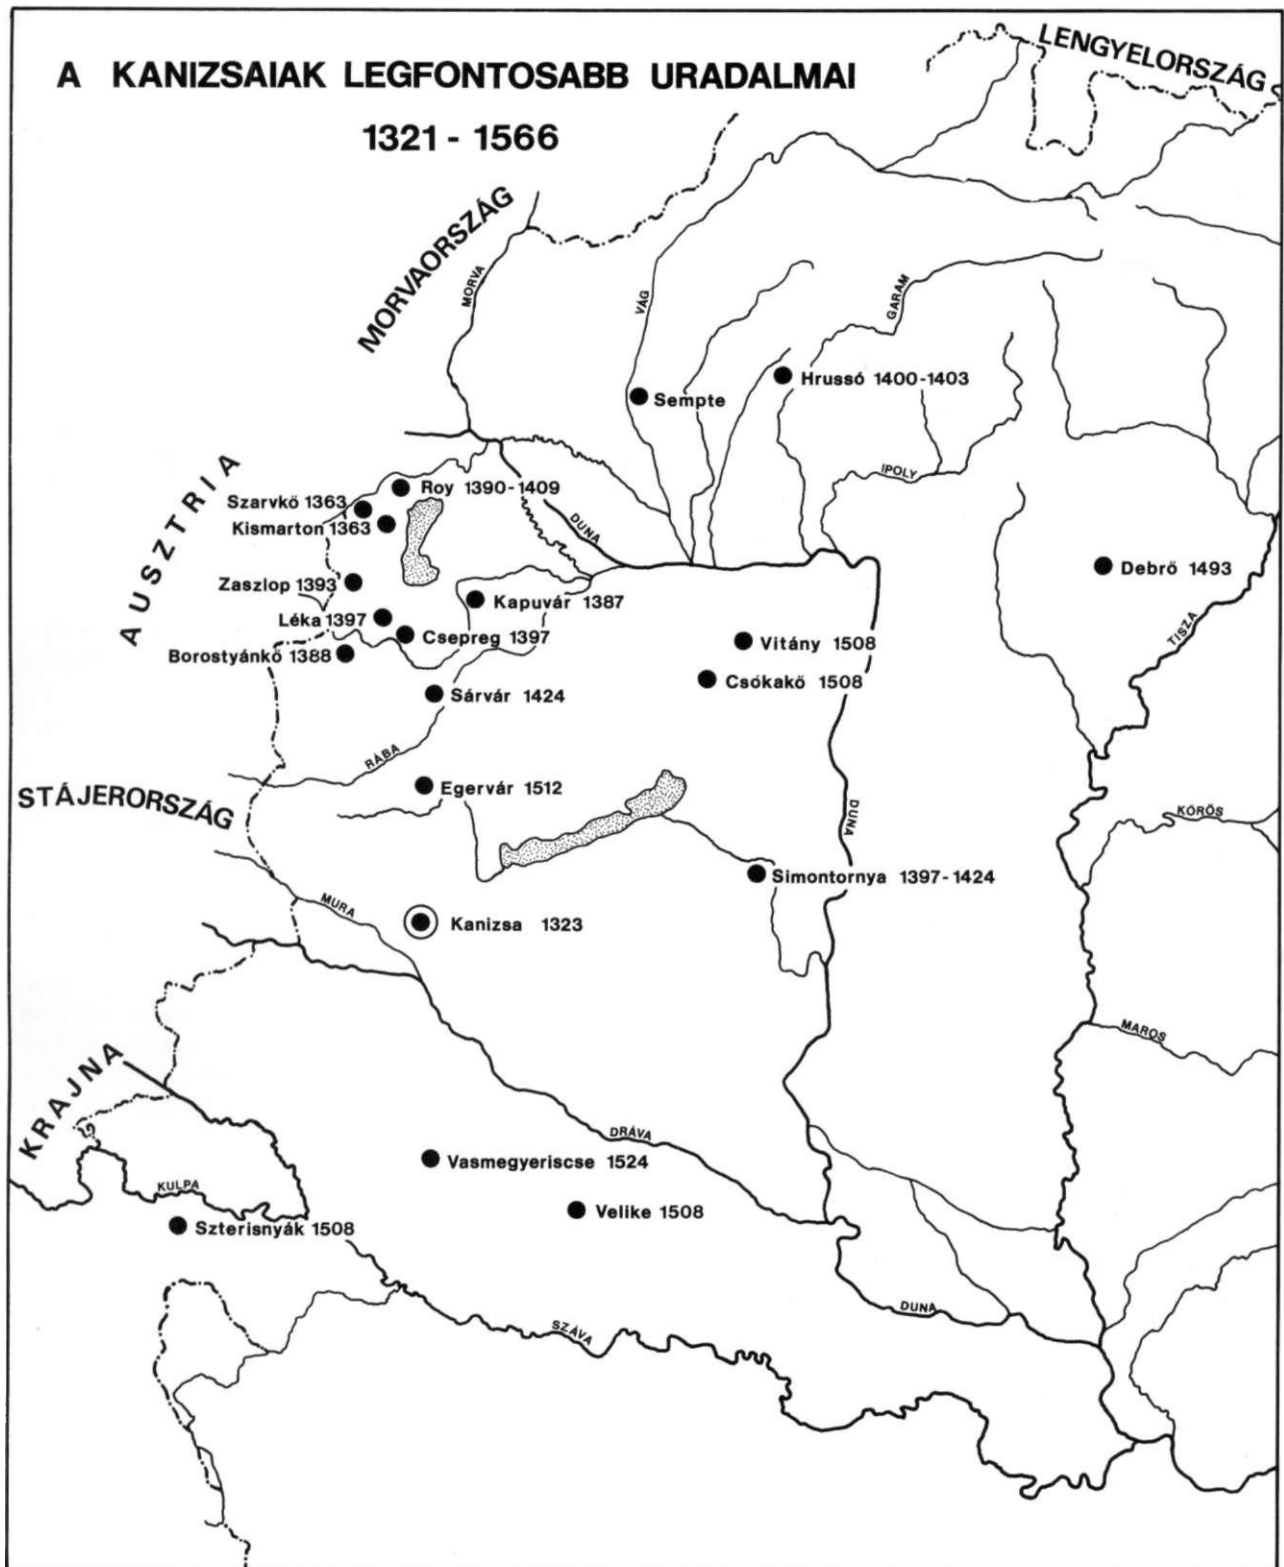 A KANIZSAIAK LEGFONTOSABB URADALMAI
1321 - 1566
LENGYELORSZÁG
MORVAORSZÁG
MORVA
VÁG
GARAM
Hrussó 1400-1403
Sempte
IPOLY
AUSZTRIA
Roy 1390-1409
Szarvkő 1363
Kismarton 1363
DUNA
Zaszlop 1393
Kapuvár 1387
Debrő 1493
Léka 1397
Csepreg 1397
Borostyánkő 1388
Vitány 1508
Csókakő 1508
TISZA
Sárvár 1424
RÁBA
STÁJERORSZÁG
Egervár 1512
DUNA
KÖRÖS
Simontornya 1397-1424
MURA
Kanizsa 1323
MAROS
KRAJNA
DRÁVA
Vasmegyeriscse 1524
KULPA
Velike 1508
Szterisnyák 1508
DUNA
SZÁVA